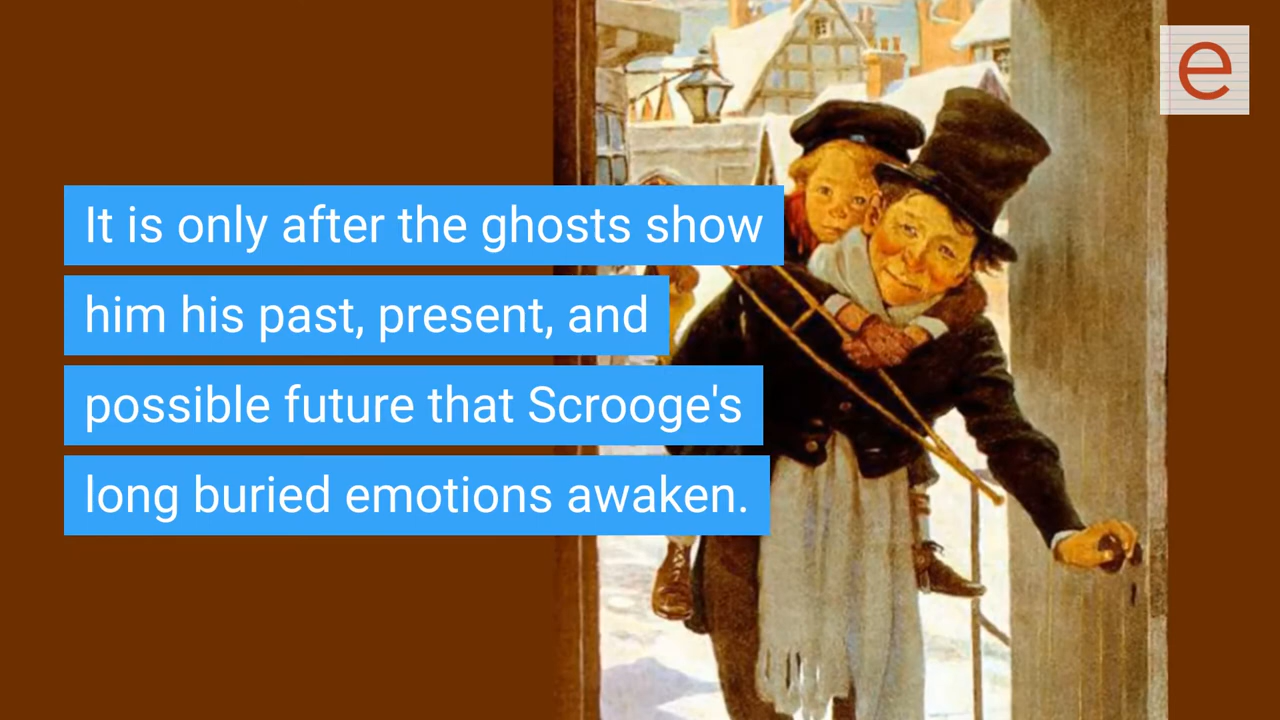 e
It is only after the ghosts show
him his past, present, and
possible future that Scrooge's
long buried emotions awaken.